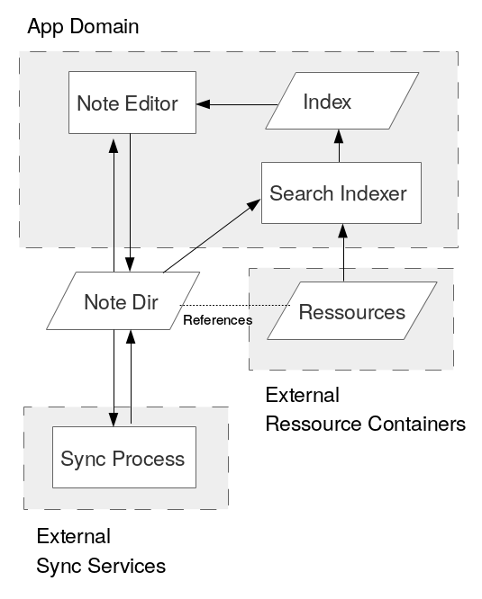 App Domain
Note Editor
Index
Search Indexer
Note Dir
References
Ressources
External
Ressource Containers
Sync Process
External
Sync Services